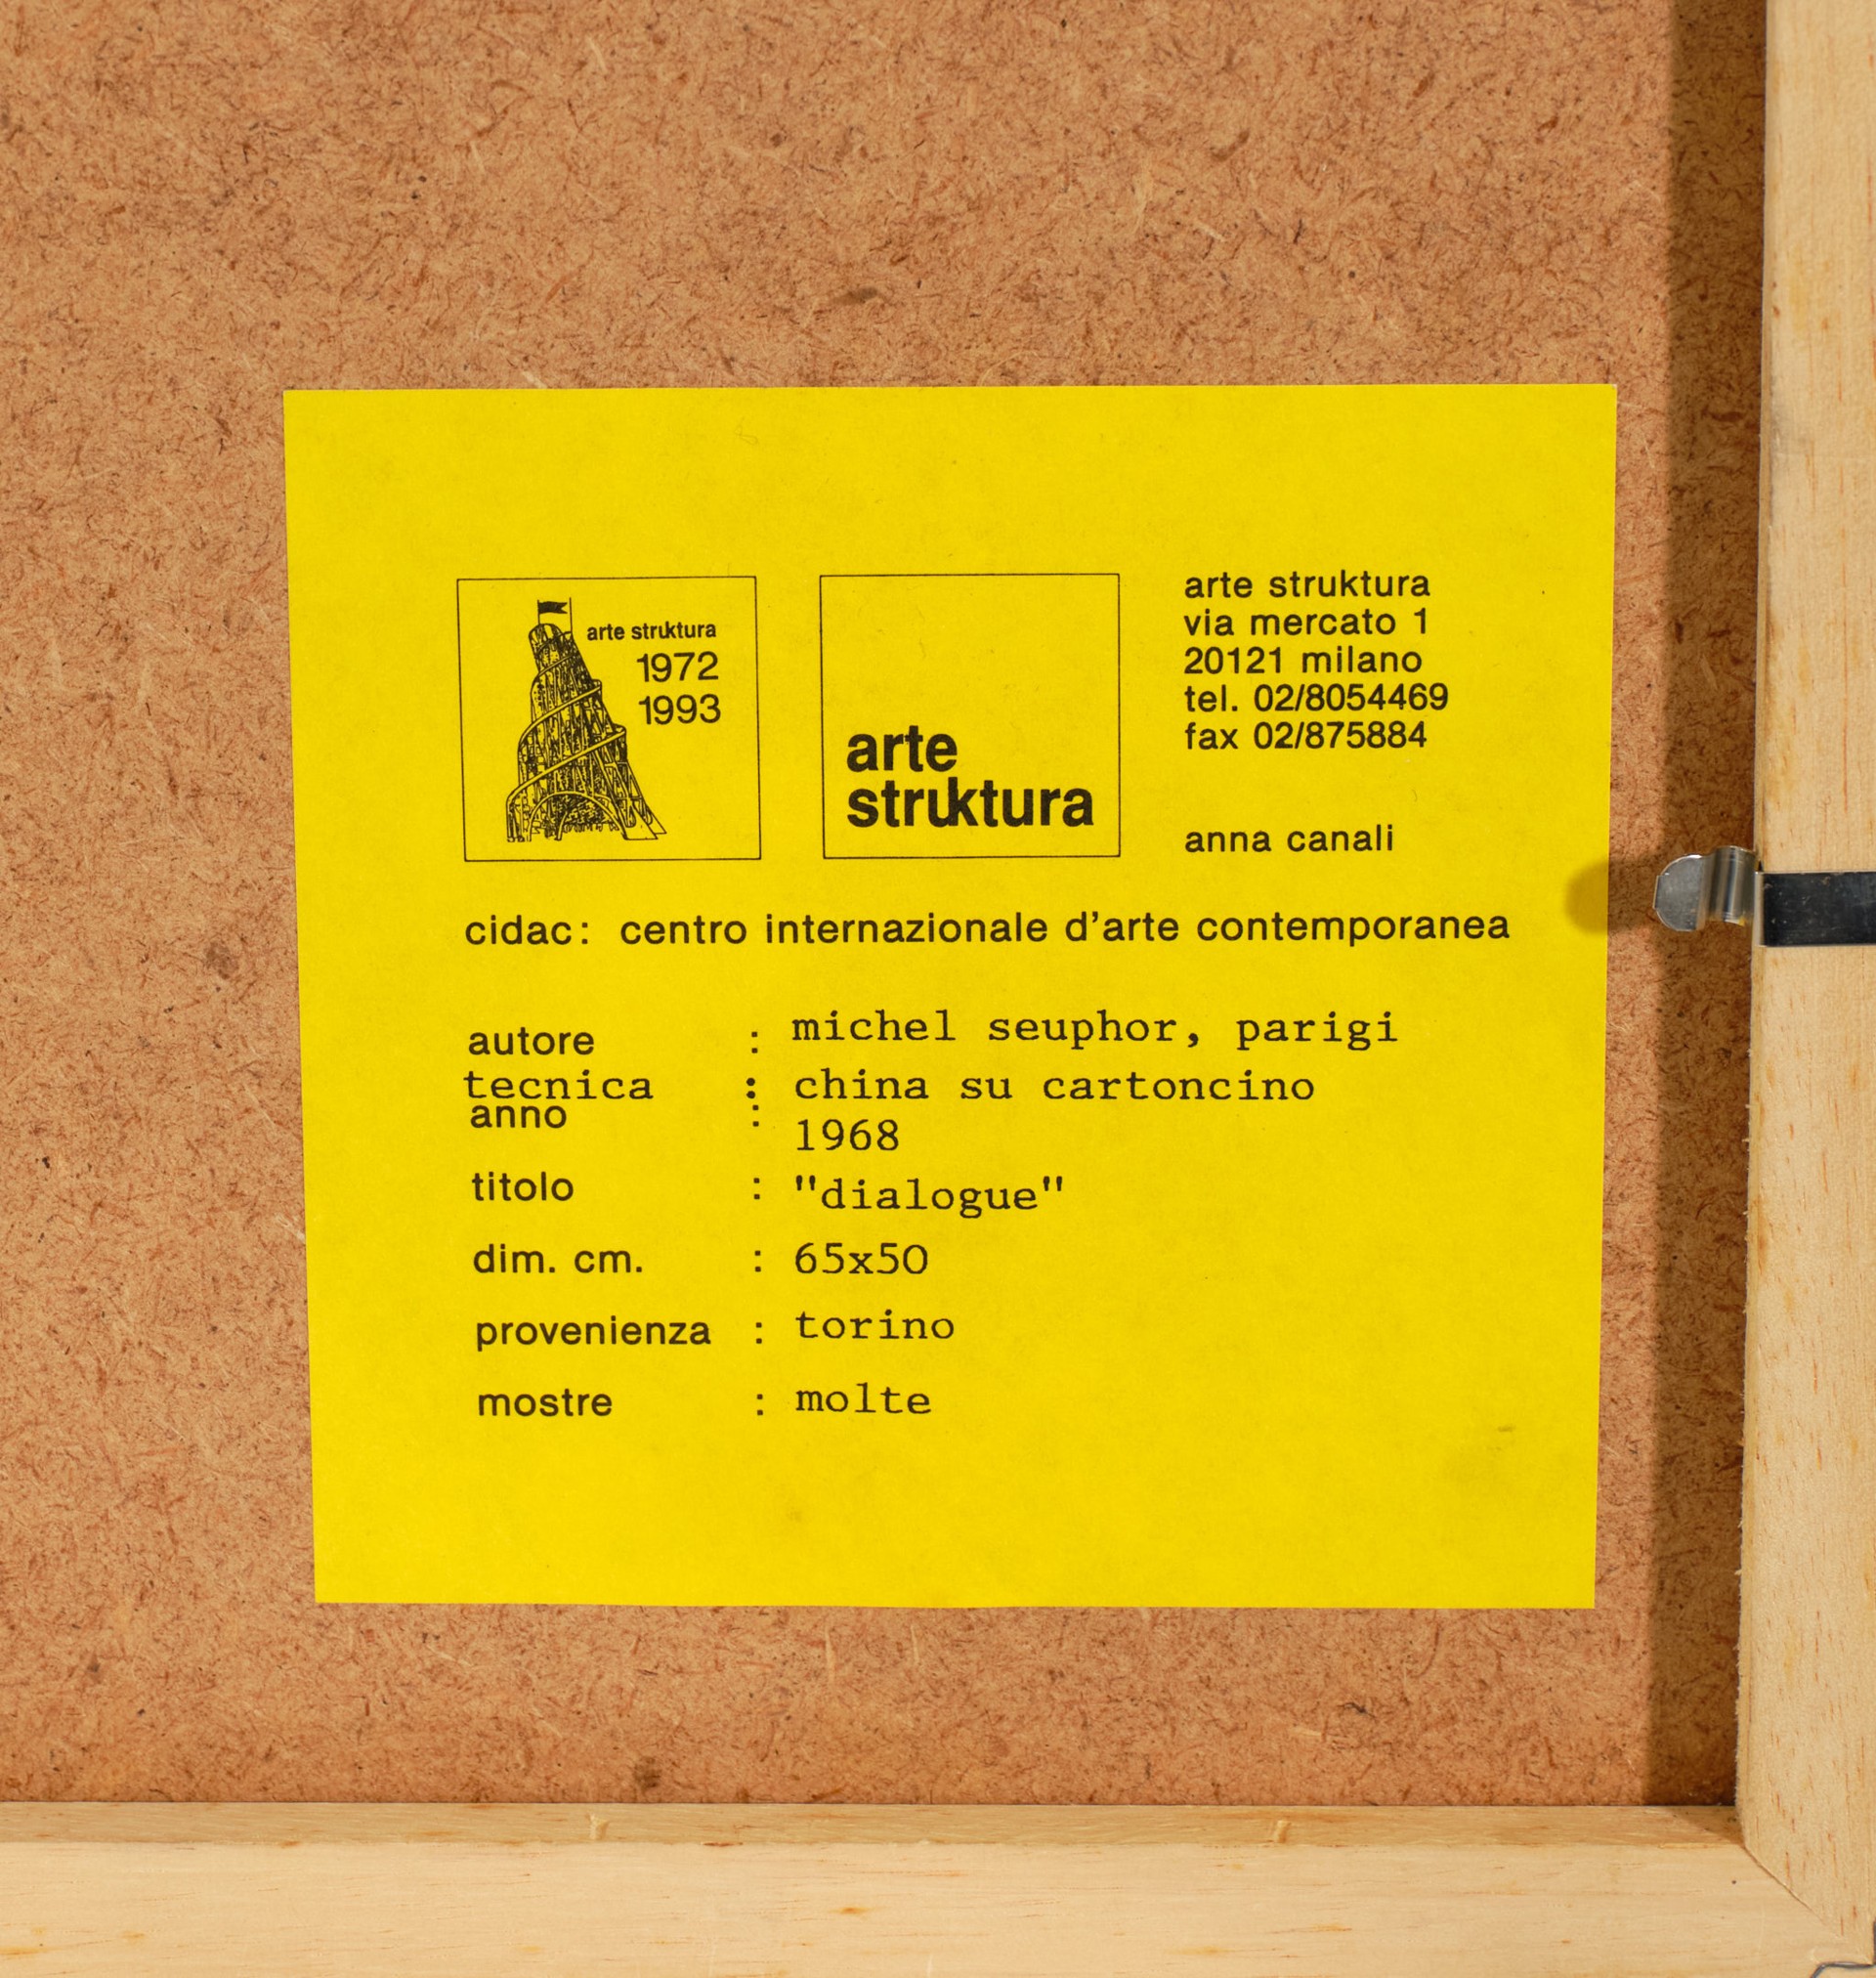 arte struktura
1972
1993
arte
struktura
arte struktura
via mercato 1
20121 milano
tel. 02/8054469
fax 02/875884
anna canali
cidac: centro internazionale d'arte contemporanea
autore : michel seuphor, parigi
tecnica : china su cartoncino
anno : 1968
titolo : "dialogue"
dim. cm. : 65x50
provenienza : torino
mostre : molte